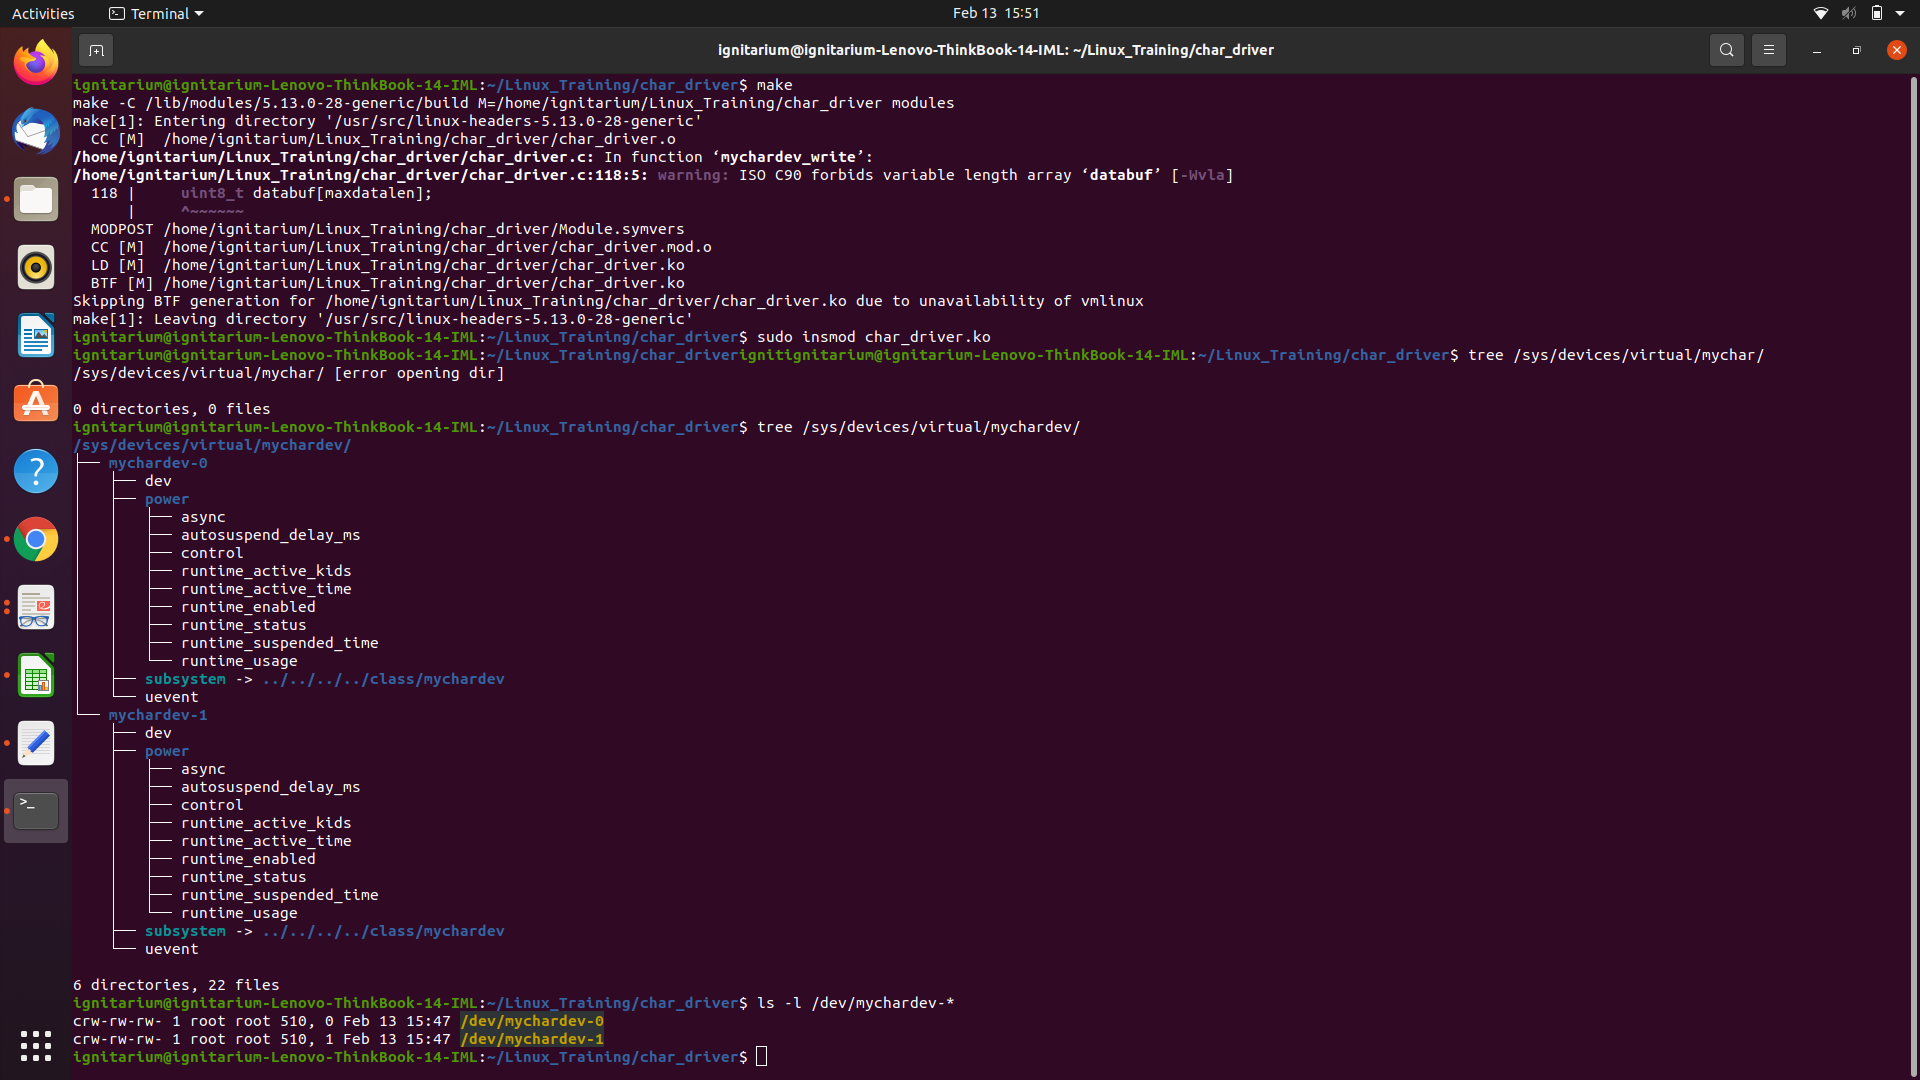 Activities
Terminal
Feb 13 15:51
ignitarium@ignitarium-Lenovo-ThinkBook-14-IML: ~/Linux_Training/char_driver
ignitarium@ignitarium-Lenovo-ThinkBook-14-IML:~/Linux_Training/char_driver$ make
make -C /lib/modules/5.13.0-28-generic/build M=/home/ignitarium/Linux_Training/char_driver modules
make[1]: Entering directory '/usr/src/linux-headers-5.13.0-28-generic'
  CC [M]  /home/ignitarium/Linux_Training/char_driver/char_driver.o
/home/ignitarium/Linux_Training/char_driver/char_driver.c: In function ‘mychardev_write’:
/home/ignitarium/Linux_Training/char_driver/char_driver.c:118:5: warning: ISO C90 forbids variable length array ‘databuf’ [-Wvla]
  118 |     uint8_t databuf[maxdatalen];
      |     ^~~~~~~
  MODPOST /home/ignitarium/Linux_Training/char_driver/Module.symvers
  CC [M]  /home/ignitarium/Linux_Training/char_driver/char_driver.mod.o
  LD [M]  /home/ignitarium/Linux_Training/char_driver/char_driver.ko
  BTF [M] /home/ignitarium/Linux_Training/char_driver/char_driver.ko
Skipping BTF generation for /home/ignitarium/Linux_Training/char_driver/char_driver.ko due to unavailability of vmlinux
make[1]: Leaving directory '/usr/src/linux-headers-5.13.0-28-generic'
ignitarium@ignitarium-Lenovo-ThinkBook-14-IML:~/Linux_Training/char_driver$ sudo insmod char_driver.ko
ignitarium@ignitarium-Lenovo-ThinkBook-14-IML:~/Linux_Training/char_driverignitignitarium@ignitarium-Lenovo-ThinkBook-14-IML:~/Linux_Training/char_driver$ tree /sys/devices/virtual/mychar/
/sys/devices/virtual/mychar/ [error opening dir]

0 directories, 0 files
ignitarium@ignitarium-Lenovo-ThinkBook-14-IML:~/Linux_Training/char_driver$ tree /sys/devices/virtual/mychardev/
/sys/devices/virtual/mychardev/
├── mychardev-0
│   ├── dev
│   ├── power
│   │   ├── async
│   │   ├── autosuspend_delay_ms
│   │   ├── control
│   │   ├── runtime_active_kids
│   │   ├── runtime_active_time
│   │   ├── runtime_enabled
│   │   ├── runtime_status
│   │   ├── runtime_suspended_time
│   │   └── runtime_usage
│   ├── subsystem -> ../../../../class/mychardev
│   └── uevent
└── mychardev-1
    ├── dev
    ├── power
    │   ├── async
    │   ├── autosuspend_delay_ms
    │   ├── control
    │   ├── runtime_active_kids
    │   ├── runtime_active_time
    │   ├── runtime_enabled
    │   ├── runtime_status
    │   ├── runtime_suspended_time
    │   └── runtime_usage
    ├── subsystem -> ../../../../class/mychardev
    └── uevent

6 directories, 22 files
ignitarium@ignitarium-Lenovo-ThinkBook-14-IML:~/Linux_Training/char_driver$ ls -l /dev/mychardev-*
crw-rw-rw- 1 root root 510, 0 Feb 13 15:47 /dev/mychardev-0
crw-rw-rw- 1 root root 510, 1 Feb 13 15:47 /dev/mychardev-1
ignitarium@ignitarium-Lenovo-ThinkBook-14-IML:~/Linux_Training/char_driver$